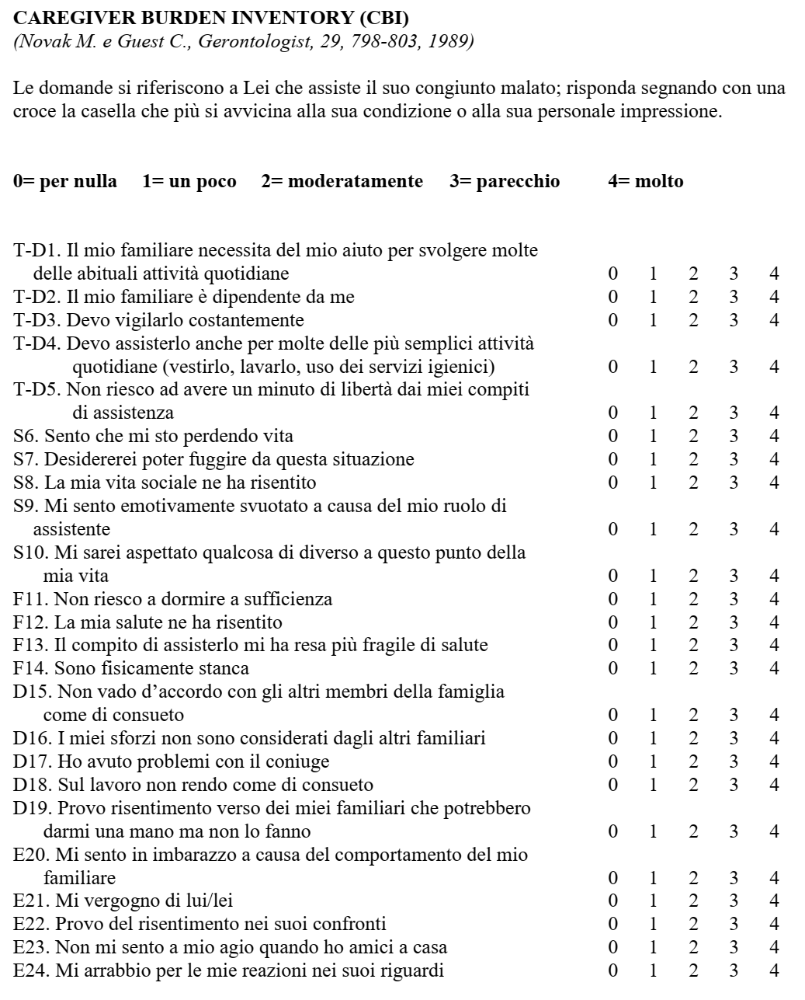 CAREGIVER BURDEN INVENTORY (CBI)
(Novak M. e Guest C., Gerontologist, 29, 798-803, 1989)
Le domande si riferiscono a Lei che assiste il suo congiunto malato; risponda segnando con una
croce la casella che più si avvicina alla sua condizione o alla sua personale impressione.
0= per nulla 1= un poco 2= moderatamente 3= parecchio 4= molto
T-D1. Il mio familiare necessita del mio aiuto per svolgere molte
delle abituali attività quotidiane 0 1 2 3 4
T-D2. Il mio familiare è dipendente da me 0 1 2 3 4
T-D3. Devo vigilarlo costantemente 0 1 2 3 4
T-D4. Devo assisterlo anche per molte delle più semplici attività
quotidiane (vestirlo, lavarlo, uso dei servizi igienici) 0 1 2 3 4
T-D5. Non riesco ad avere un minuto di libertà dai miei compiti
di assistenza 0 1 2 3 4
S6. Sento che mi sto perdendo vita 0 1 2 3 4
S7. Desidererei poter fuggire da questa situazione 0 1 2 3 4
S8. La mia vita sociale ne ha risentito 0 1 2 3 4
S9. Mi sento emotivamente svuotato a causa del mio ruolo di
assistente 0 1 2 3 4
S10. Mi sarei aspettato qualcosa di diverso a questo punto della
mia vita 0 1 2 3 4
F11. Non riesco a dormire a sufficienza 0 1 2 3 4
F12. La mia salute ne ha risentito 0 1 2 3 4
F13. Il compito di assisterlo mi ha resa più fragile di salute 0 1 2 3 4
F14. Sono fisicamente stanca 0 1 2 3 4
D15. Non vado d’accordo con gli altri membri della famiglia
come di consueto 0 1 2 3 4
D16. I miei sforzi non sono considerati dagli altri familiari 0 1 2 3 4
D17. Ho avuto problemi con il coniuge 0 1 2 3 4
D18. Sul lavoro non rendo come di consueto 0 1 2 3 4
D19. Provo risentimento verso dei miei familiari che potrebbero
darmi una mano ma non lo fanno 0 1 2 3 4
E20. Mi sento in imbarazzo a causa del comportamento del mio
familiare 0 1 2 3 4
E21. Mi vergogno di lui/lei 0 1 2 3 4
E22. Provo del risentimento nei suoi confronti 0 1 2 3 4
E23. Non mi sento a mio agio quando ho amici a casa 0 1 2 3 4
E24. Mi arrabbio per le mie reazioni nei suoi riguardi 0 1 2 3 4